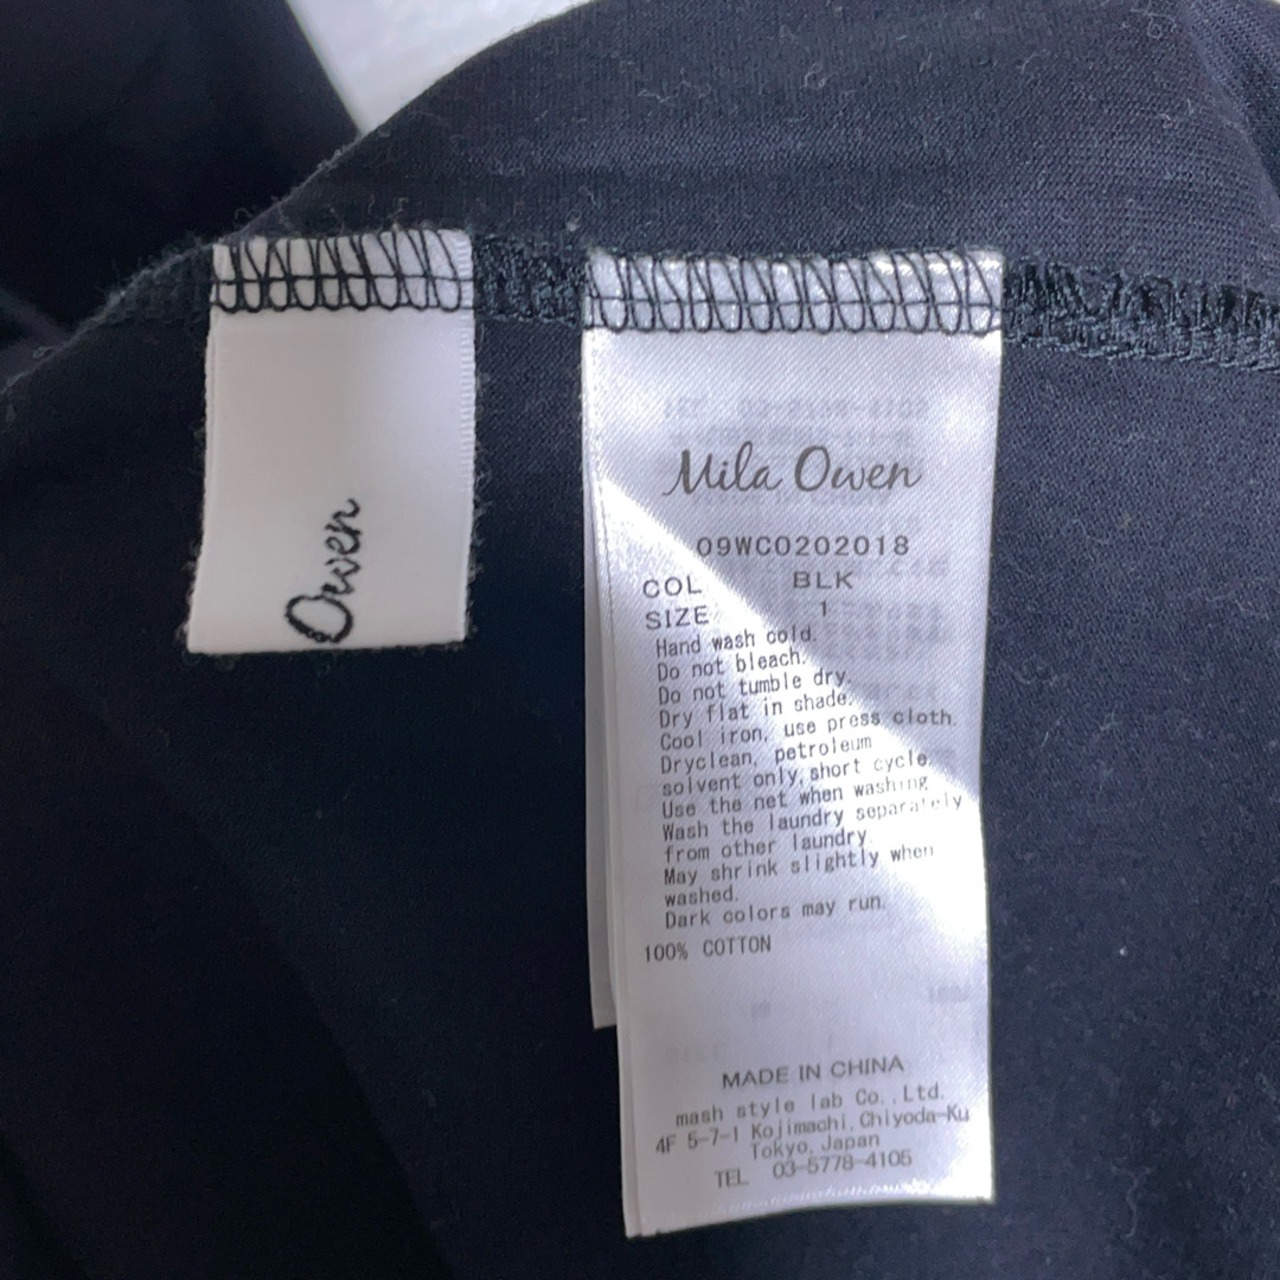 Owen
Mila Owen
09WCO202018
COL BLK
SIZE 1
Hand wash cold.
Do not bleach.
Do not tumble dry.
Dry flat in shade.
Cool iron, use press cloth.
Dryclean, petroleum
solvent only, short cycle.
Use the net when washing
Wash the laundry separately
from other laundry.
May shrink slightly when
washed.
Dark colors may run.
100% COTTON
MADE IN CHINA
mash style lab Co.,Ltd.
4F 5-7-1 Kojimachi, Chiyoda-Ku
Tokyo, Japan
TEL 03-5778-4105